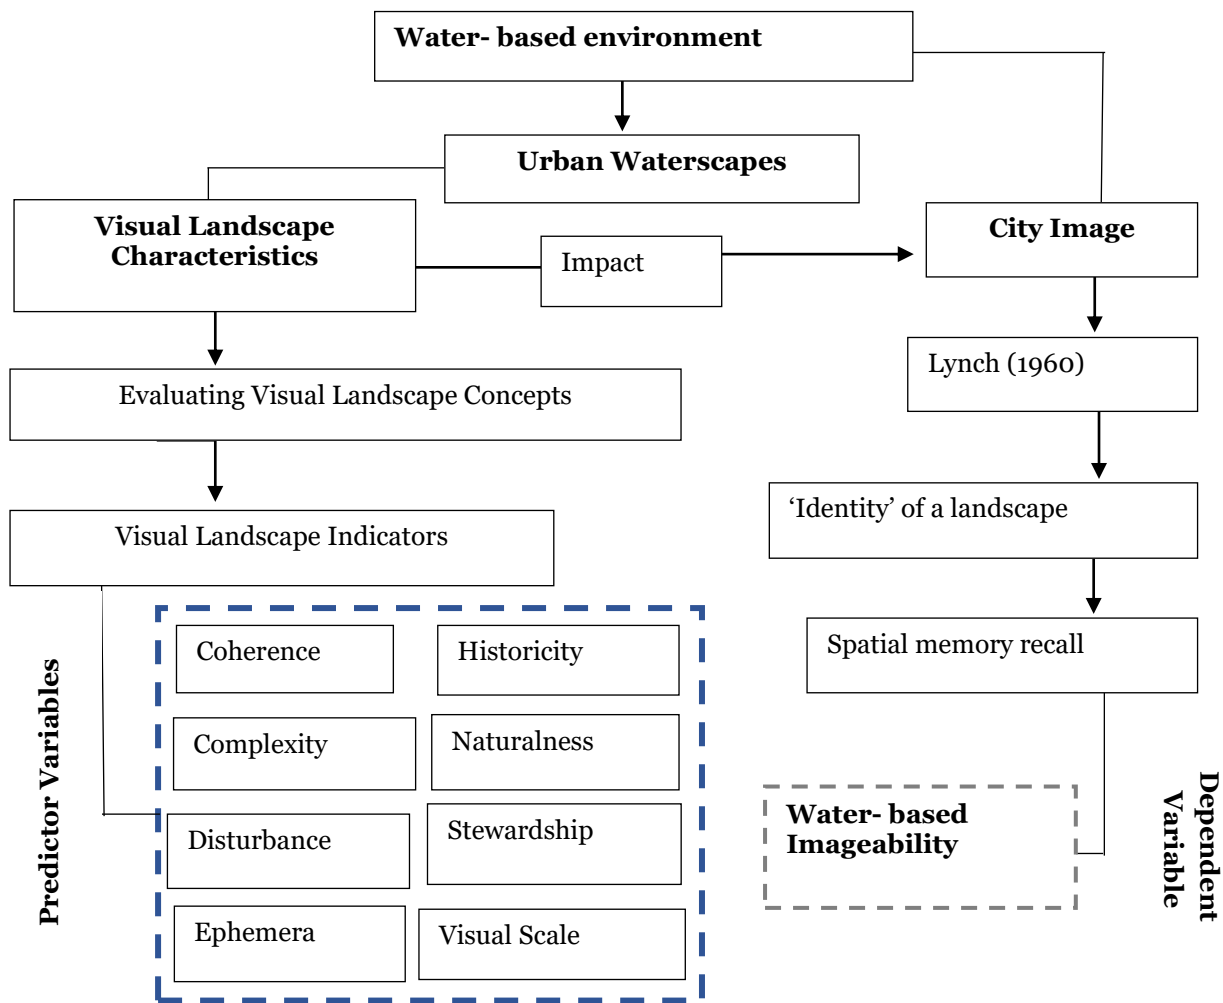 Water- based environment
Urban Waterscapes
Visual Landscape
Characteristics
Impact
City Image
Lynch (1960)
Evaluating Visual Landscape Concepts
‘Identity’ of a landscape
Visual Landscape Indicators
Spatial memory recall
Predictor Variables
Coherence
Historicity
Complexity
Naturalness
Disturbance
Stewardship
Ephemera
Visual Scale
Water- based
Imageability
Dependent
Variable